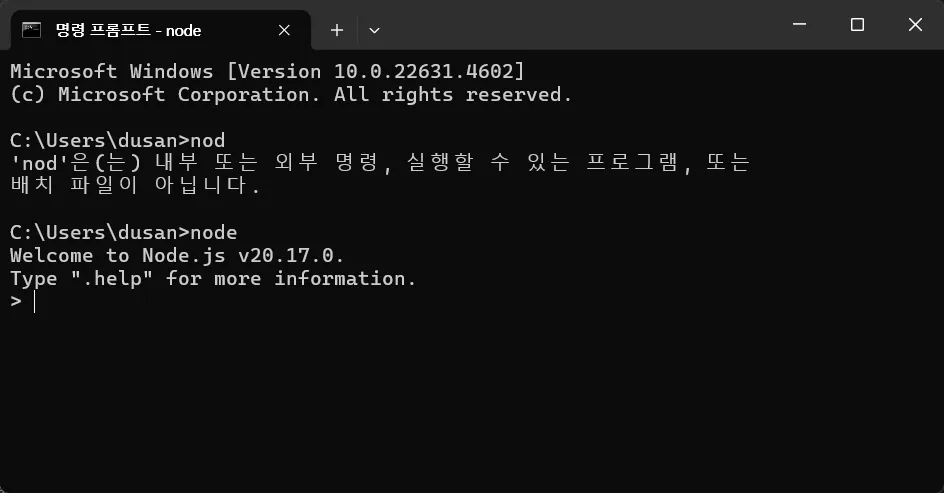 명령 프롬프트 - node
Microsoft Windows [Version 10.0.22631.4602]
(c) Microsoft Corporation. All rights reserved.
C:\Users\dusan>nod
'nod'은(는) 내부 또는 외부 명령, 실행할 수 있는 프로그램, 또는
배치 파일이 아닙니다.
C:\Users\dusan>node
Welcome to Node.js v20.17.0.
Type ".help" for more information.
>